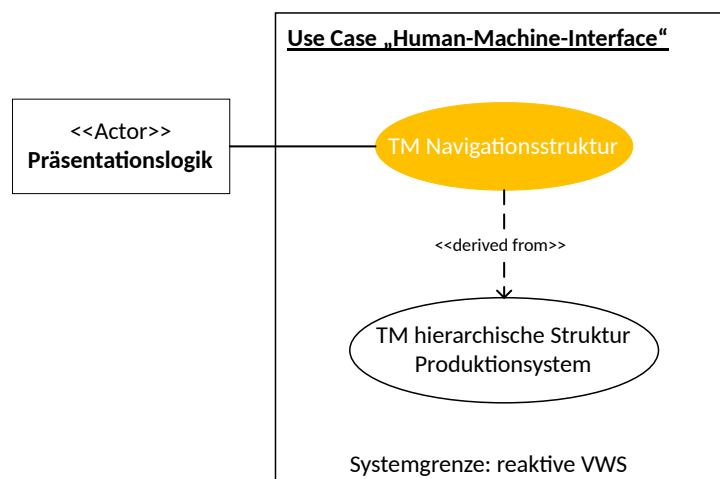 Use Case „Human-Machine-Interface“
<<Actor>>
Präsentationslogik
TM Navigationsstruktur
<<derived from>>
TM hierarchische Struktur
Produktionsystem
Systemgrenze: reaktive VWS